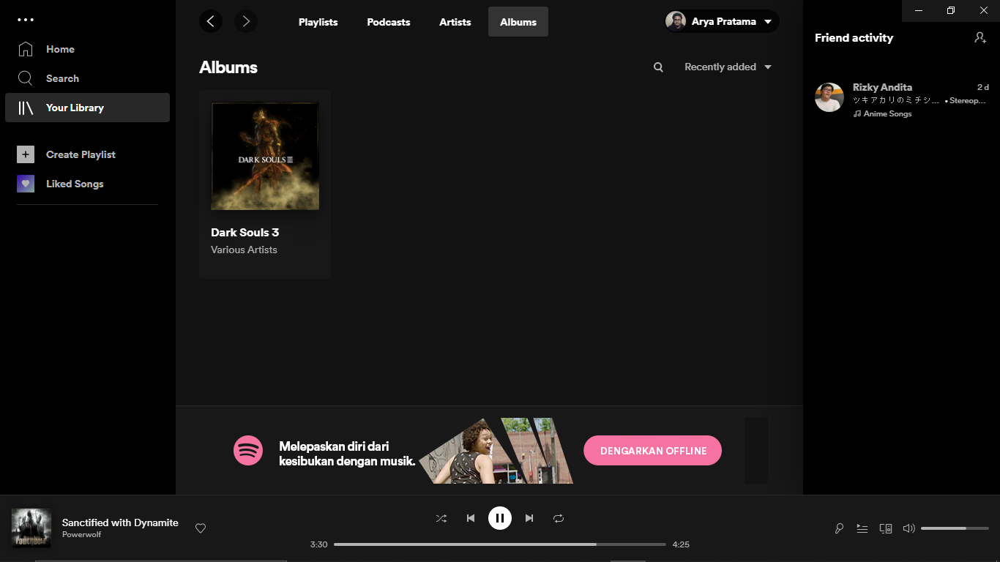 Home
Search
Your Library
Create Playlist
Liked Songs
Playlists
Podcasts
Artists
Albums
Arya Pratama
Albums
Recently added
DARK SOULS III
Dark Souls 3
Various Artists
Friend activity
Rizky Andita
2 d
ツキアカリのミチシ... • Stereop...
Anime Songs
Melepaskan diri dari
kesibukan dengan musik.
DENGARKAN OFFLINE
POWERWOLF
Sanctified with Dynamite
Powerwolf
3:30
4:25